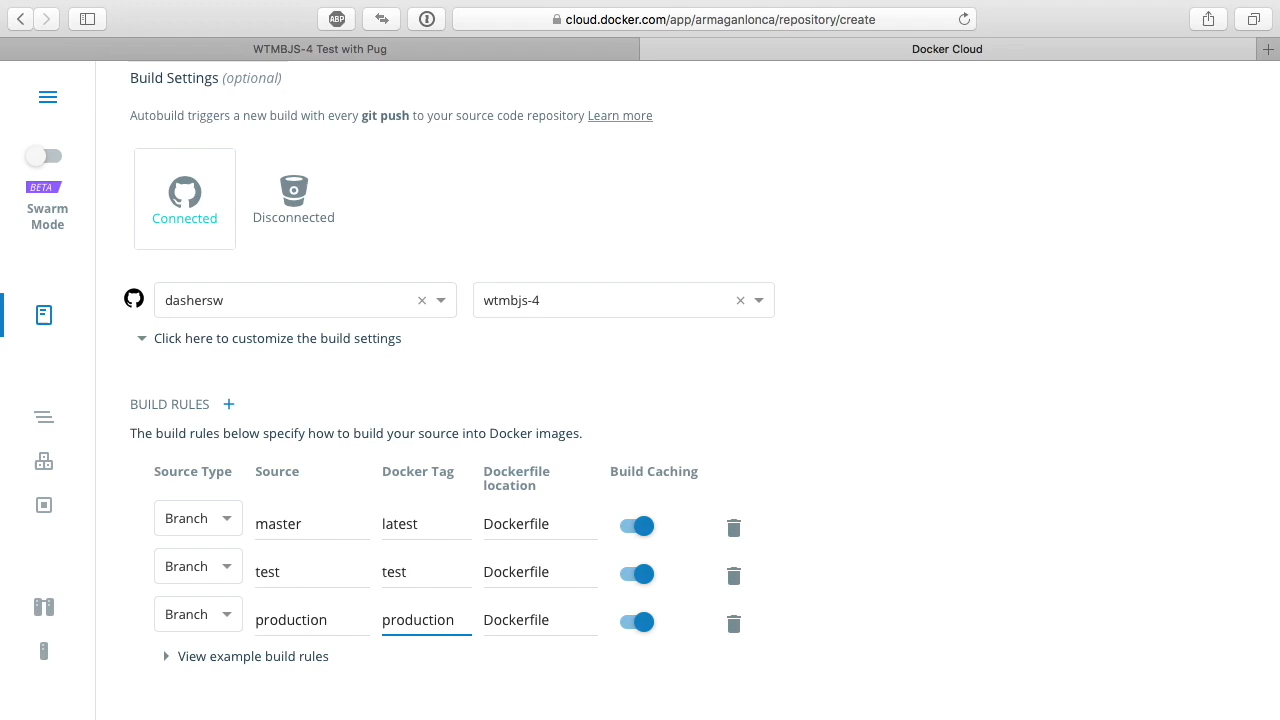 ABP
cloud.docker.com/app/armaganlonca/repository/create
WTMBJS-4 Test with Pug
Docker Cloud
Build Settings (optional)
Autobuild triggers a new build with every git push to your source code repository Learn more
BETA
Swarm
Mode
Connected
Disconnected
dashersw
wtmbjs-4
Click here to customize the build settings
BUILD RULES +
The build rules below specify how to build your source into Docker images.
Source Type Source Docker Tag Dockerfile location Build Caching
Branch master latest Dockerfile
Branch test test Dockerfile
Branch production production Dockerfile
View example build rules